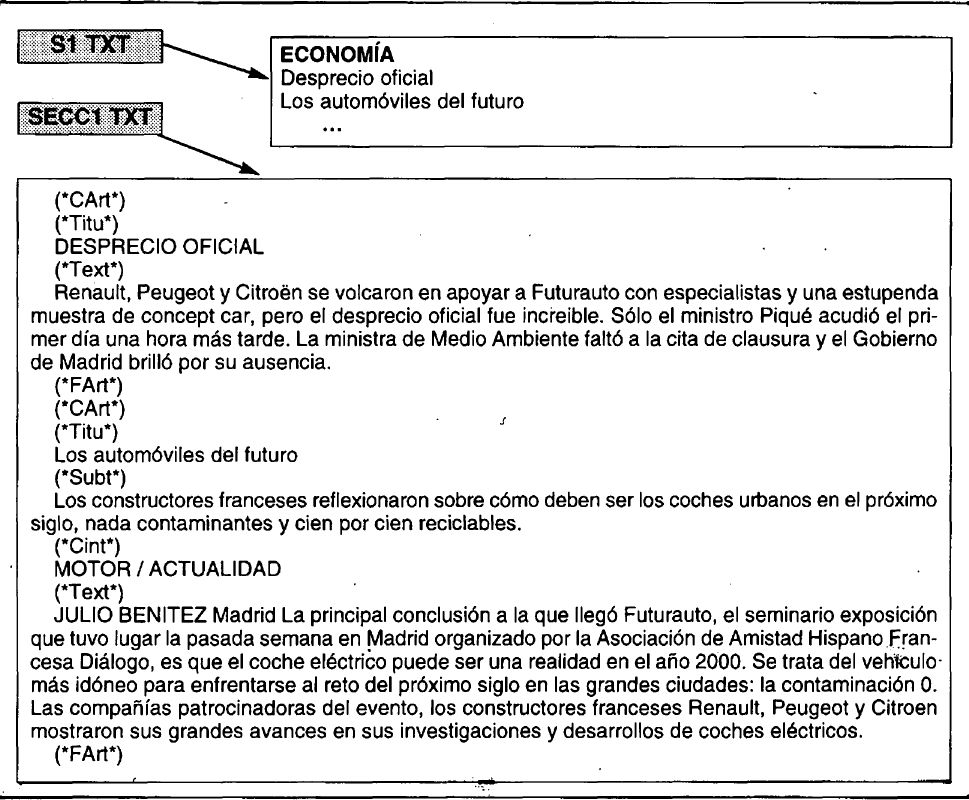 S1 TXT
ECONOMÍA
Desprecio oficial
Los automóviles del futuro
...
SECC1 TXT
(*CArt*)
(*Titu*)
DESPRECIO OFICIAL
(*Text*)
Renault, Peugeot y Citroën se volcaron en apoyar a Futurauto con especialistas y una estupenda
muestra de concept car, pero el desprecio oficial fue increible. Sólo el ministro Piqué acudió el pri-
mer día una hora más tarde. La ministra de Medio Ambiente faltó a la cita de clausura y el Gobierno
de Madrid brilló por su ausencia.
(*FArt*)
(*CArt*)
(*Titu*)
Los automóviles del futuro
(*Subt*)
Los constructores franceses reflexionaron sobre cómo deben ser los coches urbanos en el próximo
siglo, nada contaminantes y cien por cien reciclables.
(*Cint*)
MOTOR / ACTUALIDAD
(*Text*)
JULIO BENITEZ Madrid La principal conclusión a la que llegó Futurauto, el seminario exposición
que tuvo lugar la pasada semana en Madrid organizado por la Asociación de Amistad Hispano Fran-
cesa Diálogo, es que el coche eléctrico puede ser una realidad en el año 2000. Se trata del vehículo
más idóneo para enfrentarse al reto del próximo siglo en las grandes ciudades: la contaminación 0.
Las compañías patrocinadoras del evento, los constructores franceses Renault, Peugeot y Citroen
mostraron sus grandes avances en sus investigaciones y desarrollos de coches eléctricos.
(*FArt*)